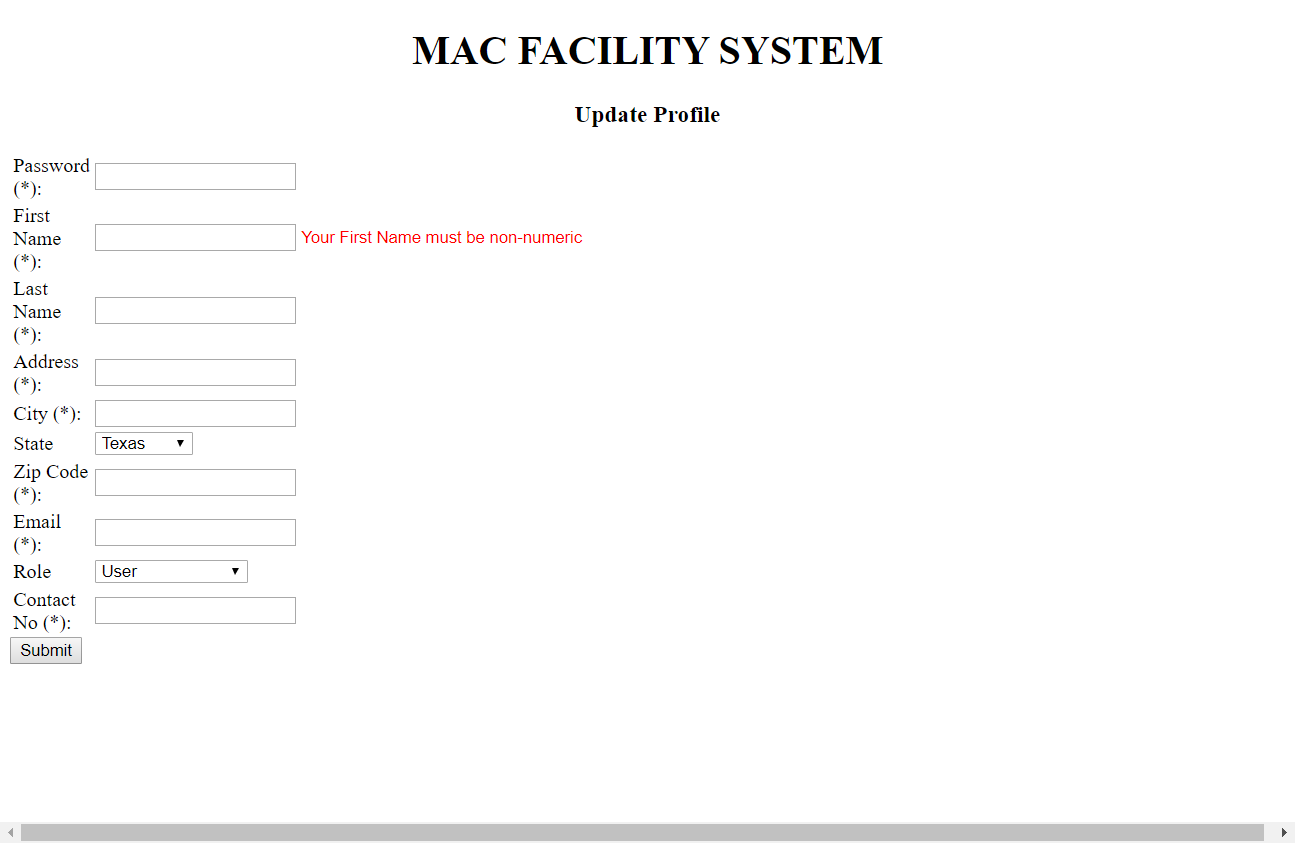 MAC FACILITY SYSTEM
Update Profile
Password
(*):
First
Name
(*):
Your First Name must be non-numeric
Last
Name
(*):
Address
(*):
City (*):
State
Texas
Zip Code
(*):
Email
(*):
Role
User
Contact
No (*):
Submit